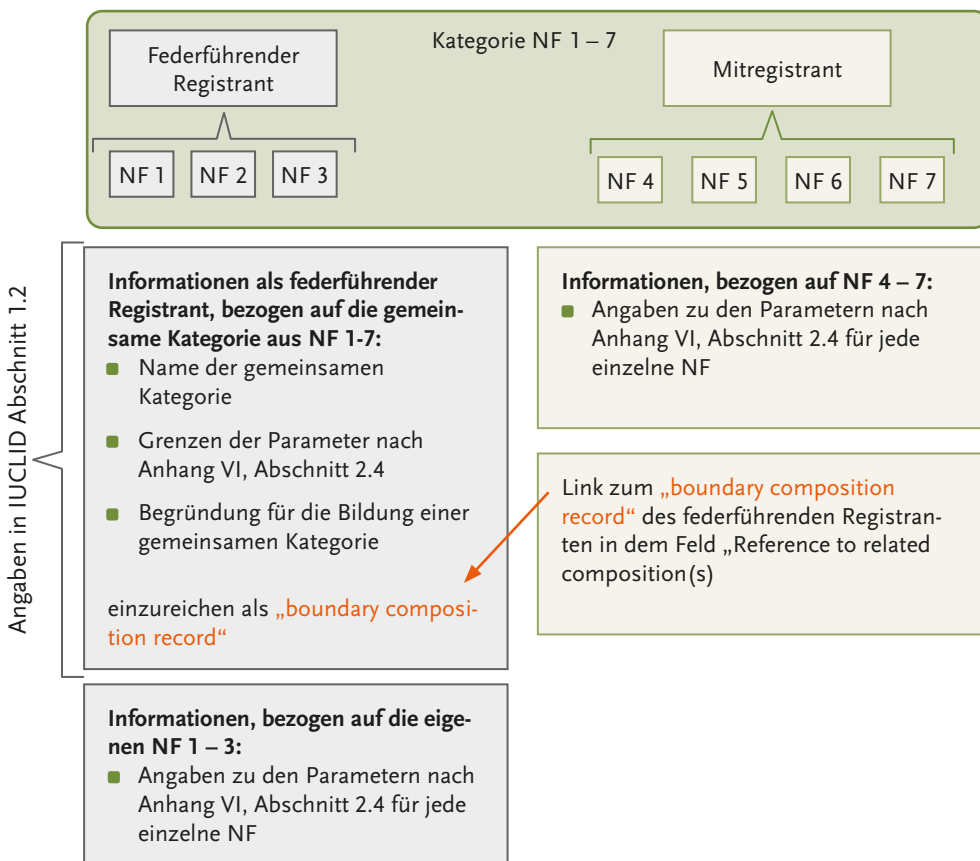 Kategorie NF 1 – 7
Federführender
Registrant
NF 1
NF 2
NF 3
Mitregistrant
NF 4
NF 5
NF 6
NF 7
Angaben in IUCLID Abschnitt 1.2
Informationen als federführender
Registrant, bezogen auf die gemein-
same Kategorie aus NF 1-7:
Name der gemeinsamen
Kategorie
Grenzen der Parameter nach
Anhang VI, Abschnitt 2.4
Begründung für die Bildung einer
gemeinsamen Kategorie
einzureichen als „boundary composi-
tion record“
Informationen, bezogen auf die eige-
nen NF 1 – 3:
Angaben zu den Parametern nach
Anhang VI, Abschnitt 2.4 für jede
einzelne NF
Informationen, bezogen auf NF 4 – 7:
Angaben zu den Parametern nach
Anhang VI, Abschnitt 2.4 für jede
einzelne NF
Link zum „boundary composition
record“ des federführenden Registran-
ten in dem Feld „Reference to related
composition(s)